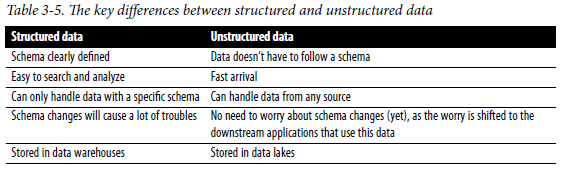 Table 3-5. The key differences between structured and unstructured data
Structured data Unstructured data
Schema clearly defined Data doesn't have to follow a schema
Easy to search and analyze Fast arrival
Can only handle data with a specific schema Can handle data from any source
Schema changes will cause a lot of troubles No need to worry about schema changes (yet), as the worry is shifted to the
downstream applications that use this data
Stored in data warehouses Stored in data lakes